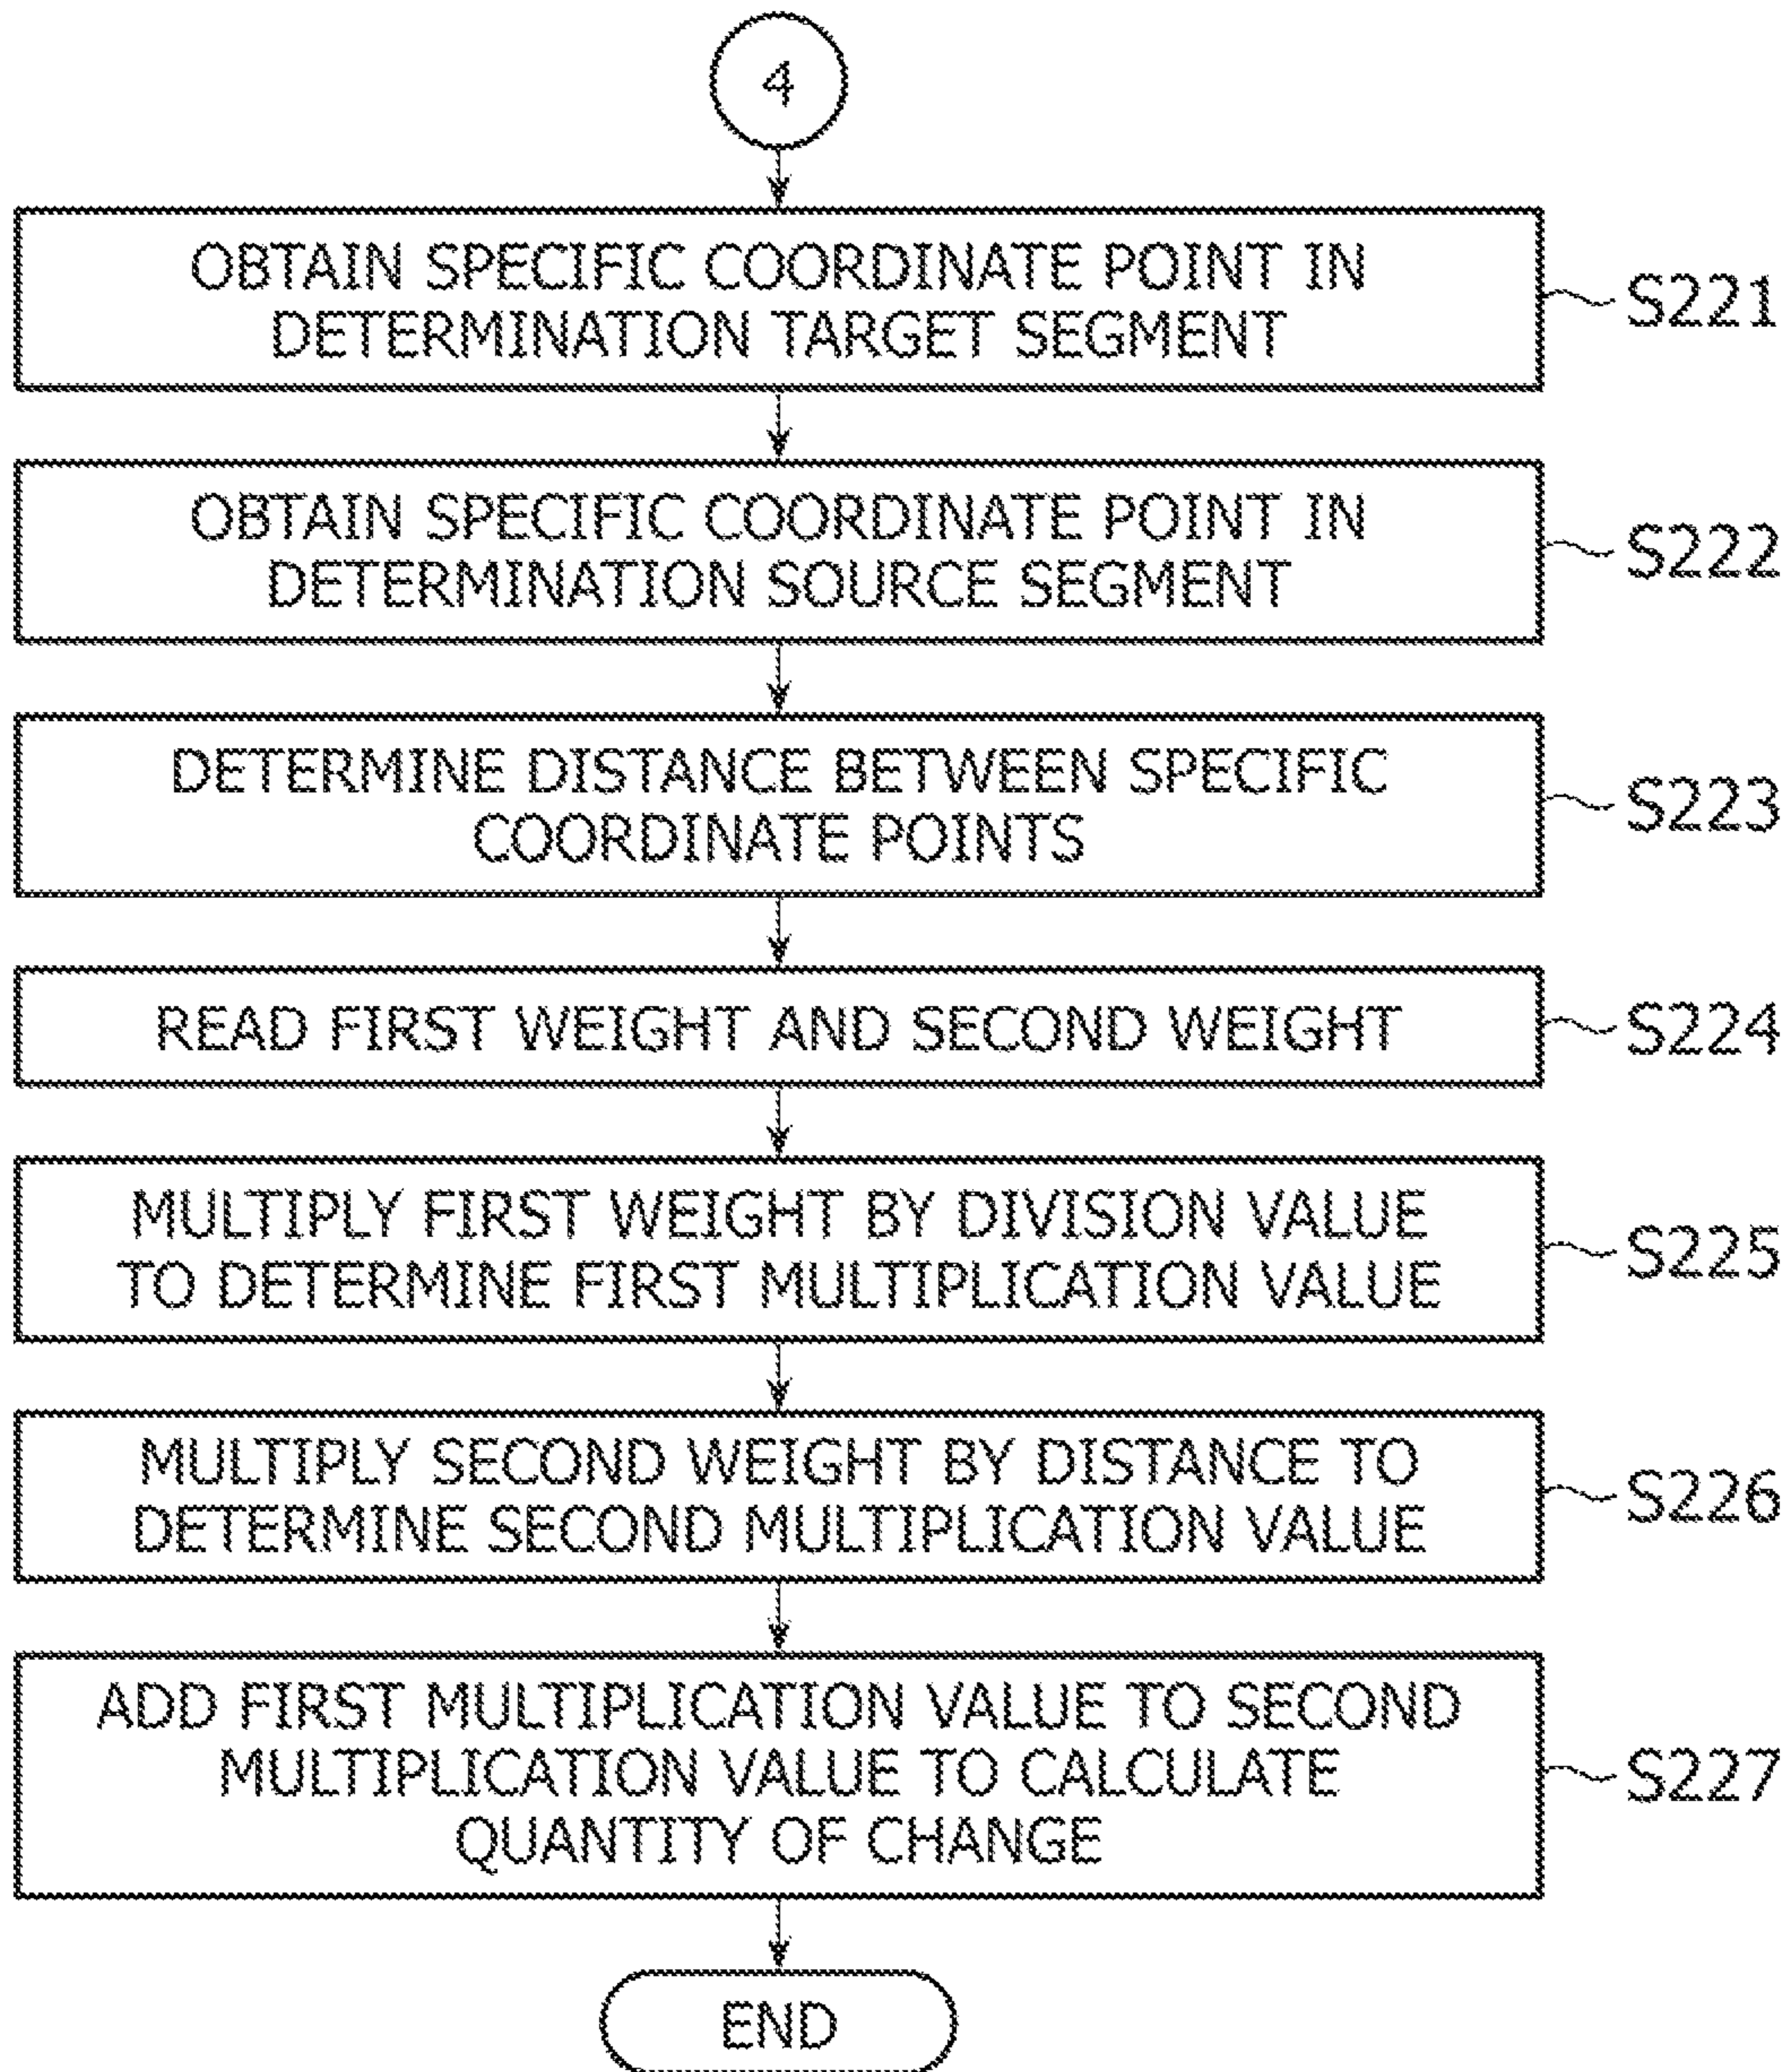 4
OBTAIN SPECIFIC COORDINATE POINT IN
DETERMINATION TARGET SEGMENT
S221
OBTAIN SPECIFIC COORDINATE POINT IN
DETERMINATION SOURCE SEGMENT
S222
DETERMINE DISTANCE BETWEEN SPECIFIC
COORDINATE POINTS
S223
READ FIRST WEIGHT AND SECOND WEIGHT
S224
MULTIPLY FIRST WEIGHT BY DIVISION VALUE
TO DETERMINE FIRST MULTIPLICATION VALUE
S225
MULTIPLY SECOND WEIGHT BY DISTANCE TO
DETERMINE SECOND MULTIPLICATION VALUE
S226
ADD FIRST MULTIPLICATION VALUE TO SECOND
MULTIPLICATION VALUE TO CALCULATE
QUANTITY OF CHANGE
S227
END